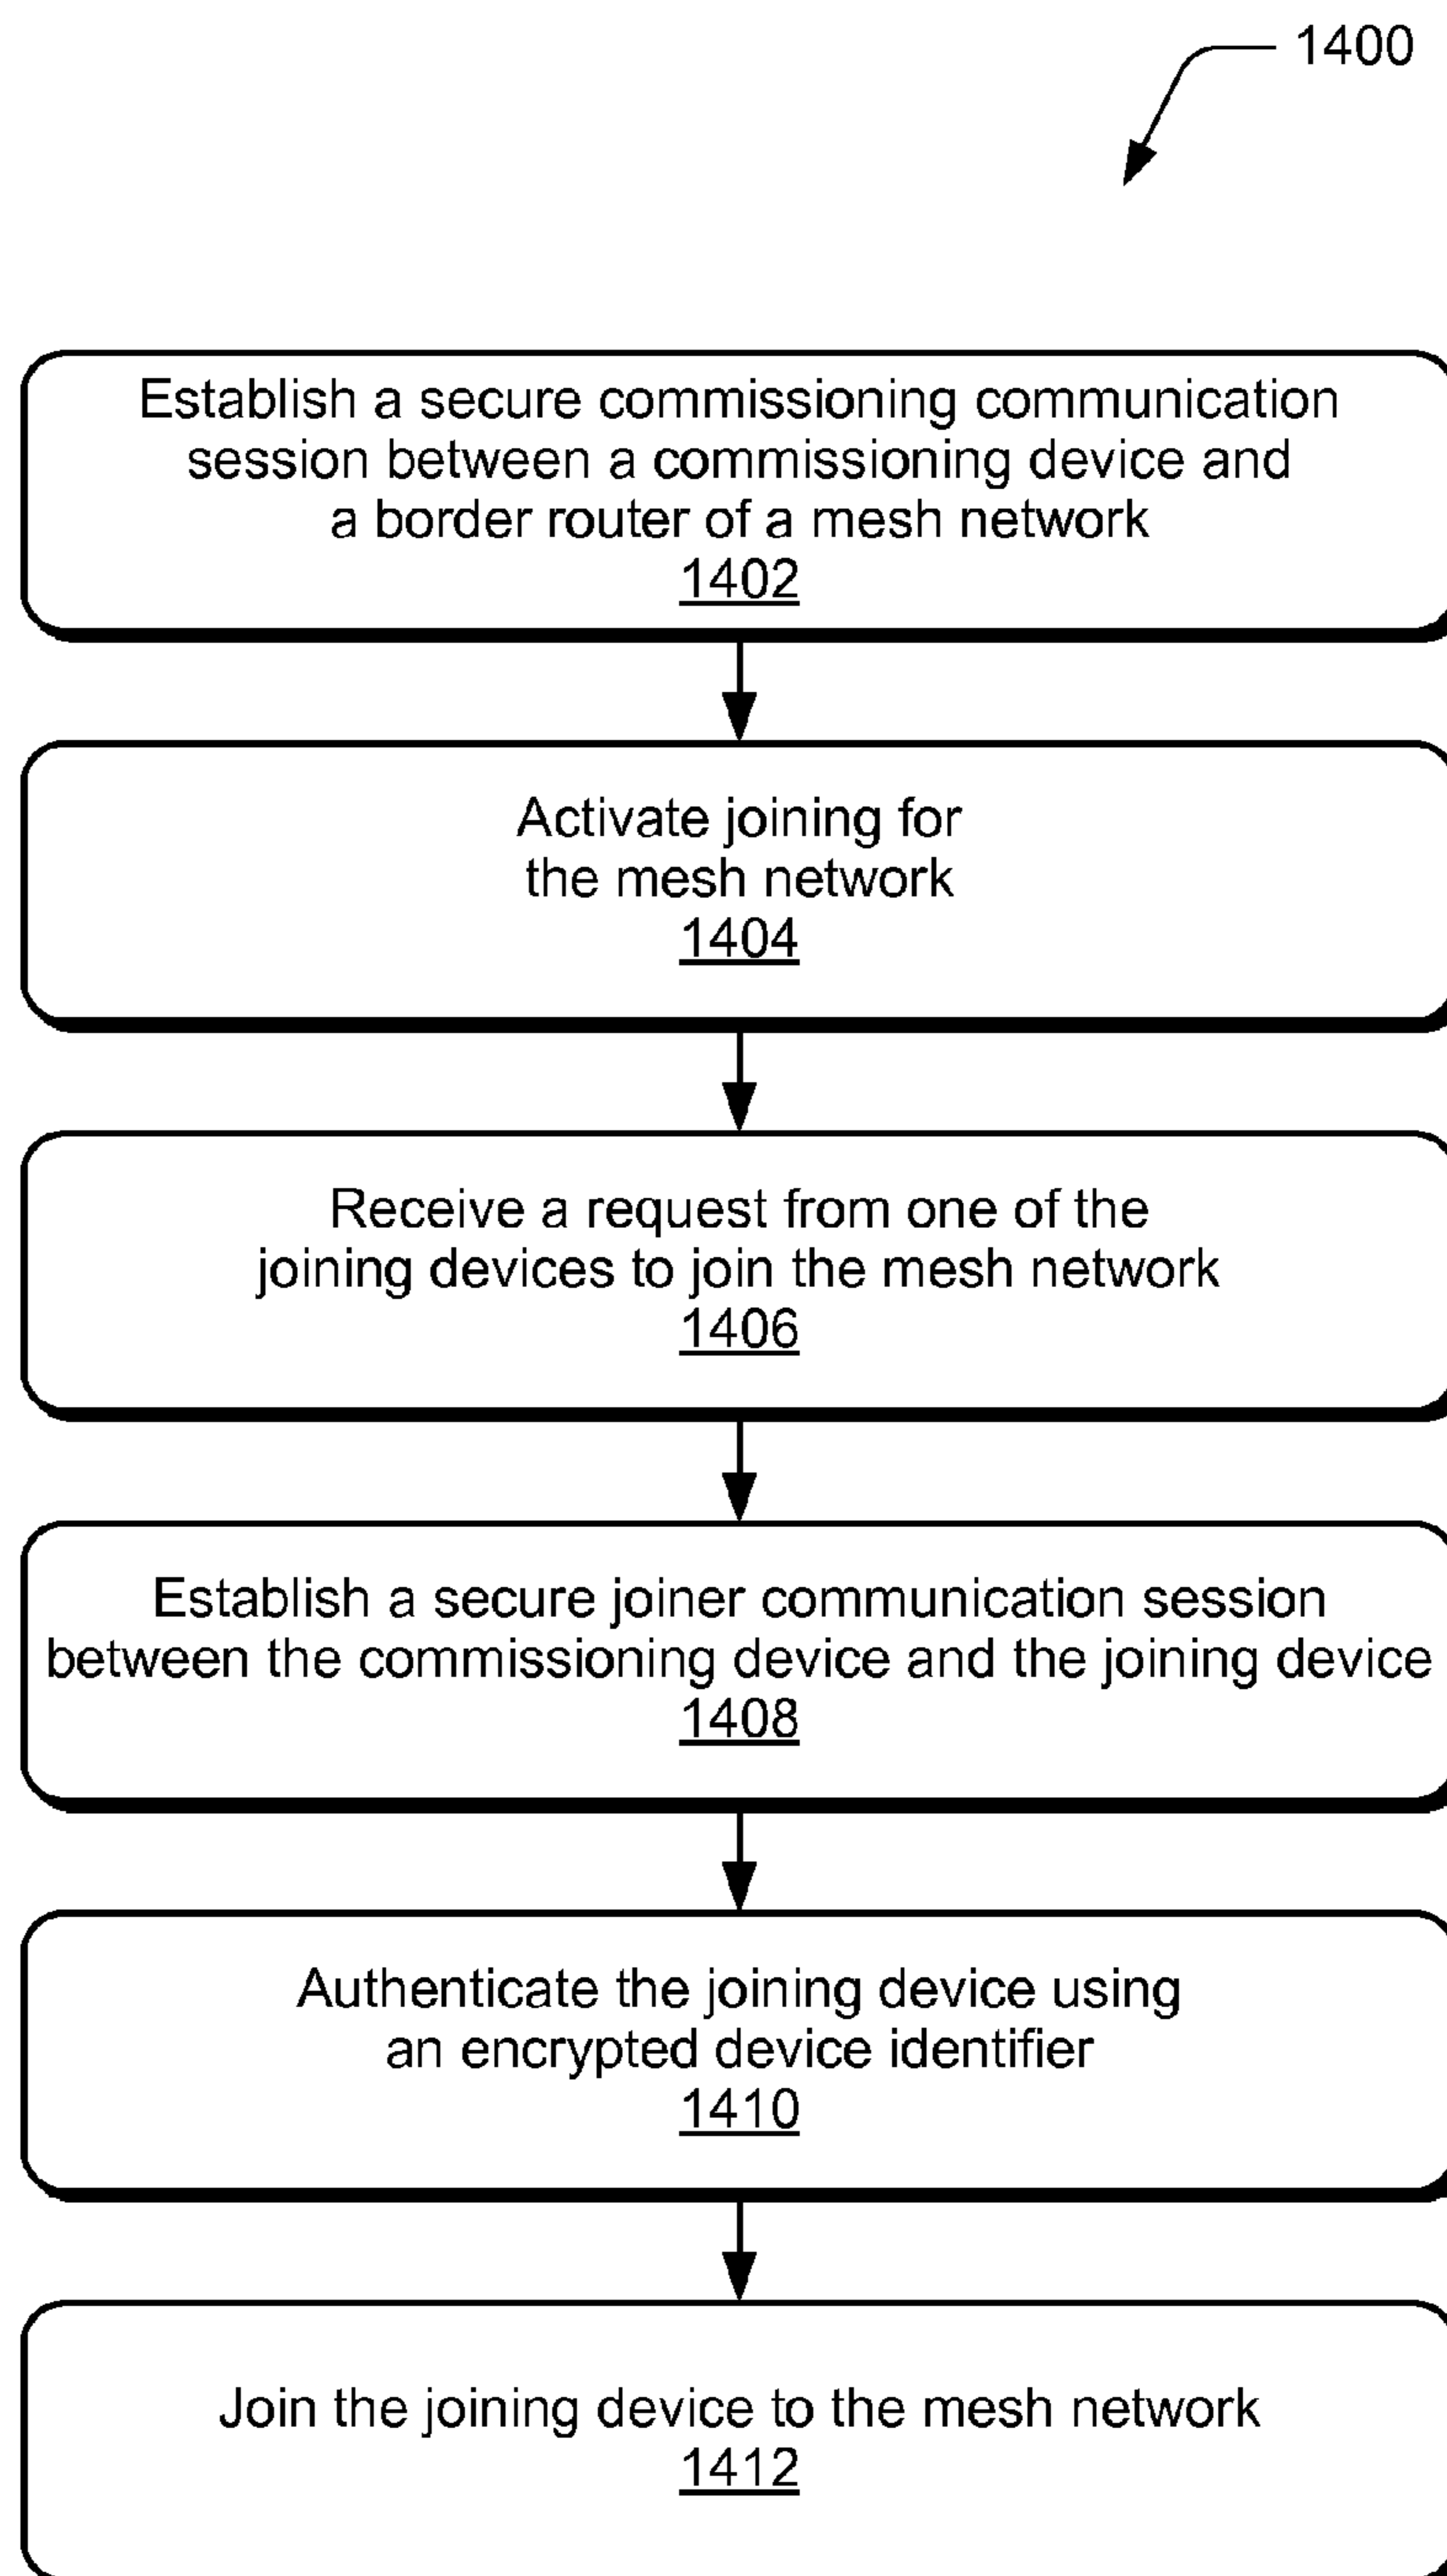 1400
Establish a secure commissioning communication
session between a commissioning device and
a border router of a mesh network
1402
Activate joining for
the mesh network
1404
Receive a request from one of the
joining devices to join the mesh network
1406
Establish a secure joiner communication session
between the commissioning device and the joining device
1408
Authenticate the joining device using
an encrypted device identifier
1410
Join the joining device to the mesh network
1412